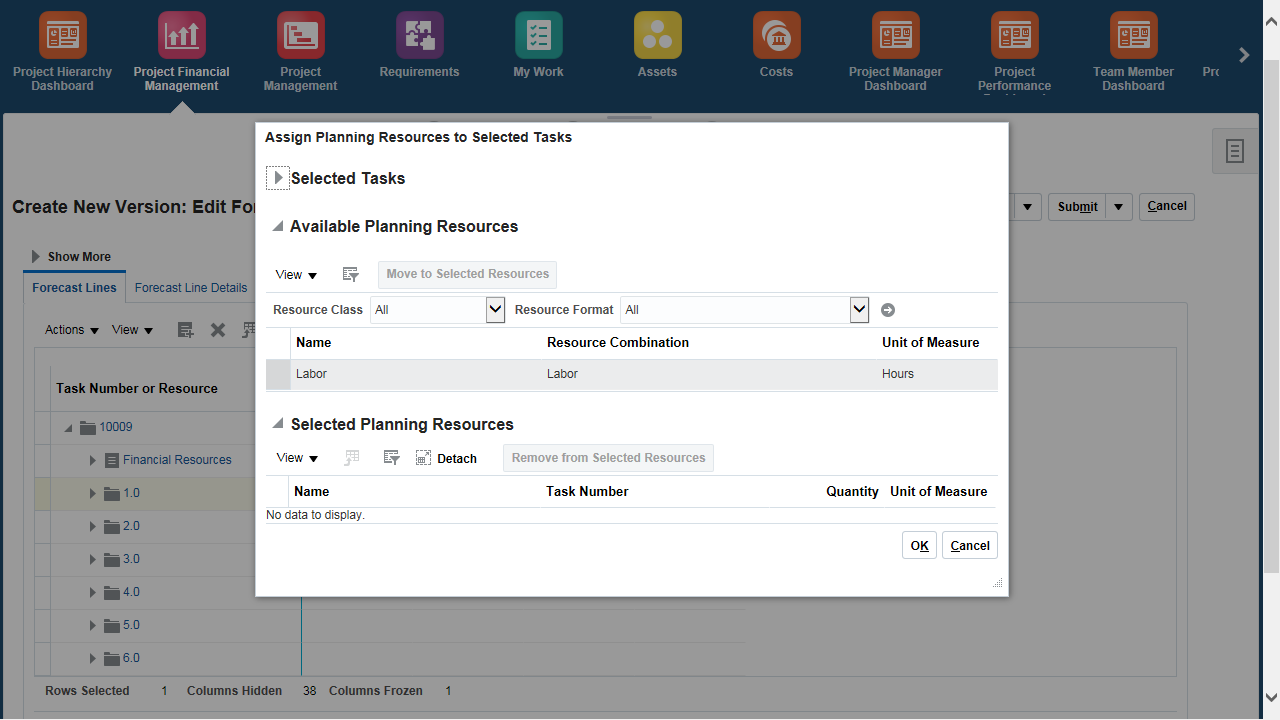 Project Hierarchy Dashboard
Project Financial Management
Project Management
Requirements
My Work
Assets
Costs
Project Manager Dashboard
Project Performance
Team Member Dashboard
Assign Planning Resources to Selected Tasks
Selected Tasks
Create New Version: Edit Fo
Submit
Cancel
Available Planning Resources
Show More
View
Move to Selected Resources
Forecast Lines
Forecast Line Details
Resource Class
All
Resource Format
All
Actions
View
Name
Resource Combination
Unit of Measure
Labor
Labor
Hours
Task Number or Resource
Selected Planning Resources
10009
Financial Resources
1.0
2.0
3.0
4.0
5.0
6.0
View
Detach
Remove from Selected Resources
Name
Task Number
Quantity
Unit of Measure
No data to display.
OK
Cancel
Rows Selected 1 Columns Hidden 38 Columns Frozen 1